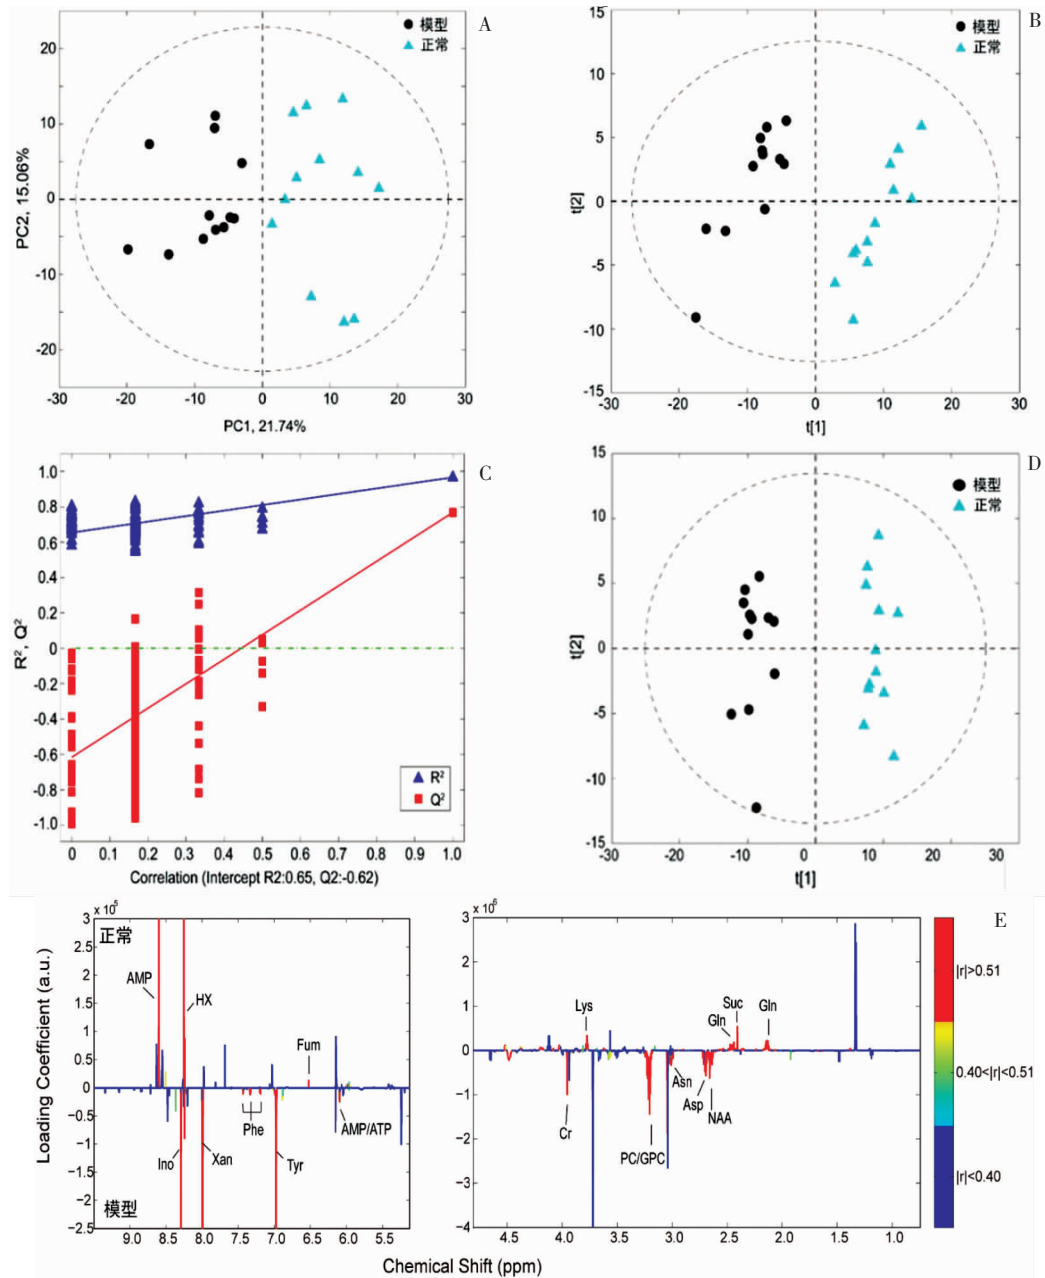 A
模型
正常
20
10
0
-10
-20
PC2, 15.06%
-30
-20
-10
0
10
20
30
PC1, 21.74%
B
模型
正常
15
10
5
0
-5
-10
-15
t[2]
-30
-20
-10
0
10
20
30
t[1]
C
1.0
0.8
0.6
0.4
0.2
0
-0.2
-0.4
-0.6
-0.8
-1.0
R², Q²
R²
Q²
0
0.1
0.2
0.3
0.4
0.5
0.6
0.7
0.8
0.9
1.0
Correlation (Intercept R2:0.65, Q2:-0.62)
D
模型
正常
15
10
5
0
-5
-10
-15
t[2]
-30
-20
-10
0
10
20
30
t[1]
E
3 x 10⁵
正常
2.5
2
1.5
1
0.5
0
-0.5
-1
-1.5
-2
-2.5
Loading Coefficient (a.u.)
AMP
HX
Fum
Phe
AMP/ATP
Ino
Xan
Tyr
模型
9.0
8.5
8.0
7.5
7.0
6.5
6.0
5.5
3 x 10⁶
2
1
0
-1
-2
-3
-4
Lys
Gln
Suc
Gln
Asn
Asp
NAA
Cr
PC/GPC
4.5
4.0
3.5
3.0
2.5
2.0
1.5
1.0
|r|>0.51
0.40<|r|<0.51
|r|<0.40
Chemical Shift (ppm)